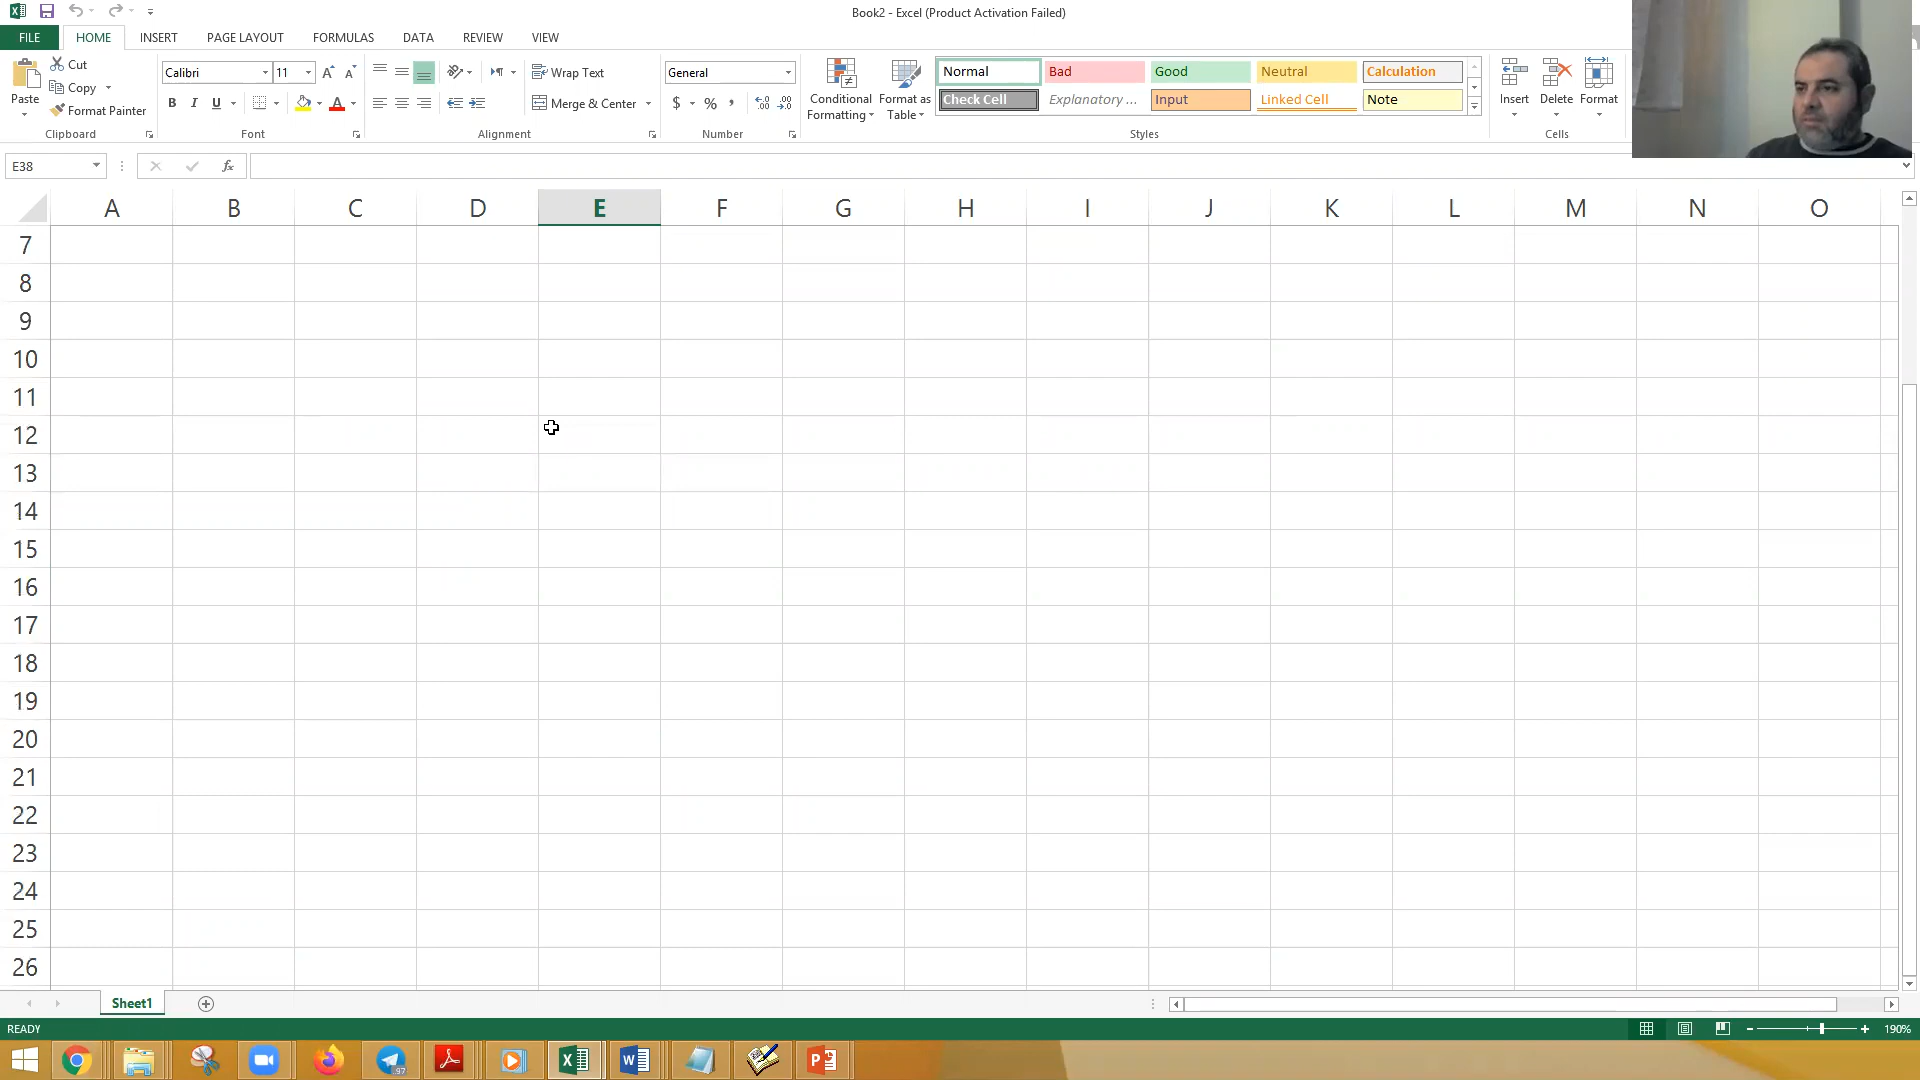 Book2 - Excel (Product Activation Failed)
FILE HOME INSERT PAGE LAYOUT FORMULAS DATA REVIEW VIEW
Paste
Cut
Copy
Format Painter
Clipboard
Calibri 11
B I U
Font
Wrap Text
Merge & Center
Alignment
General
$ % ,
Number
Conditional Formatting
Format as Table
Normal Bad Good Neutral Calculation
Check Cell Explanatory ... Input Linked Cell Note
Styles
Insert Delete Format
Cells
E38
fx
A B C D E F G H I J K L M N O
7
8
9
10
11
12
13
14
15
16
17
18
19
20
21
22
23
24
25
26
Sheet1
READY
190%
97